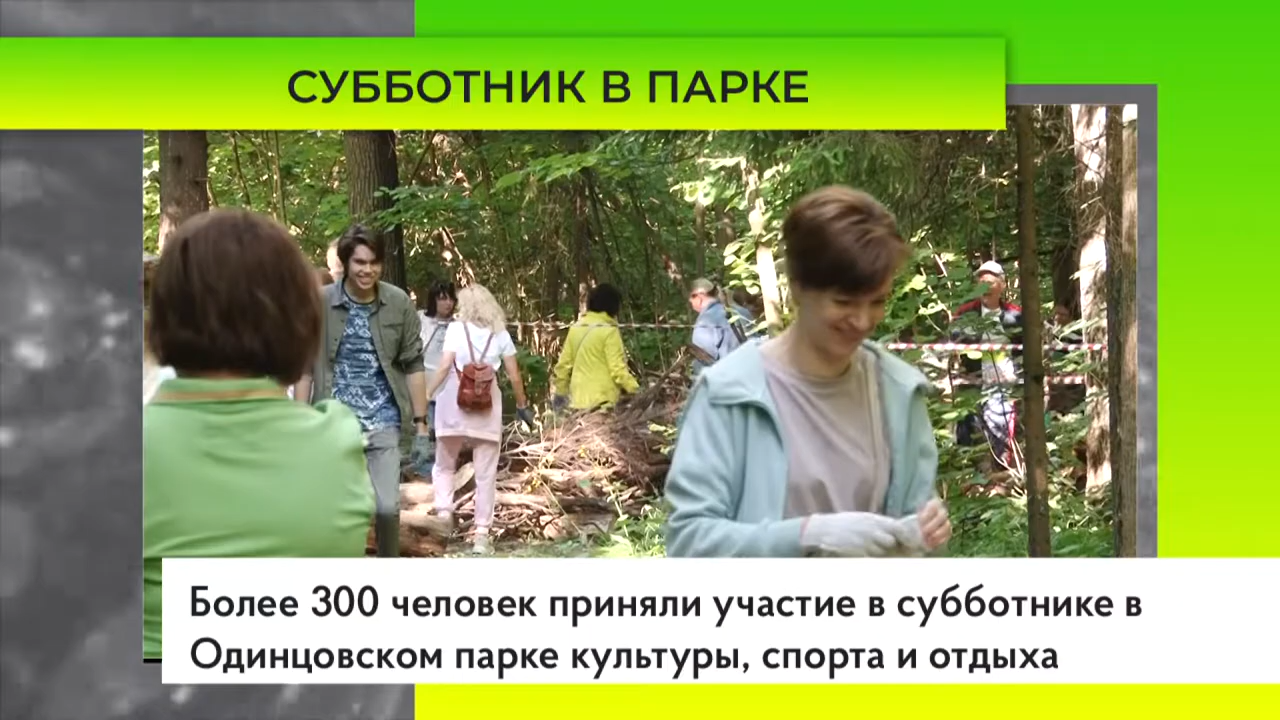 СУББОТНИК В ПАРКЕ
Более 300 человек приняли участие в субботнике в
Одинцовском парке культуры, спорта и отдыха